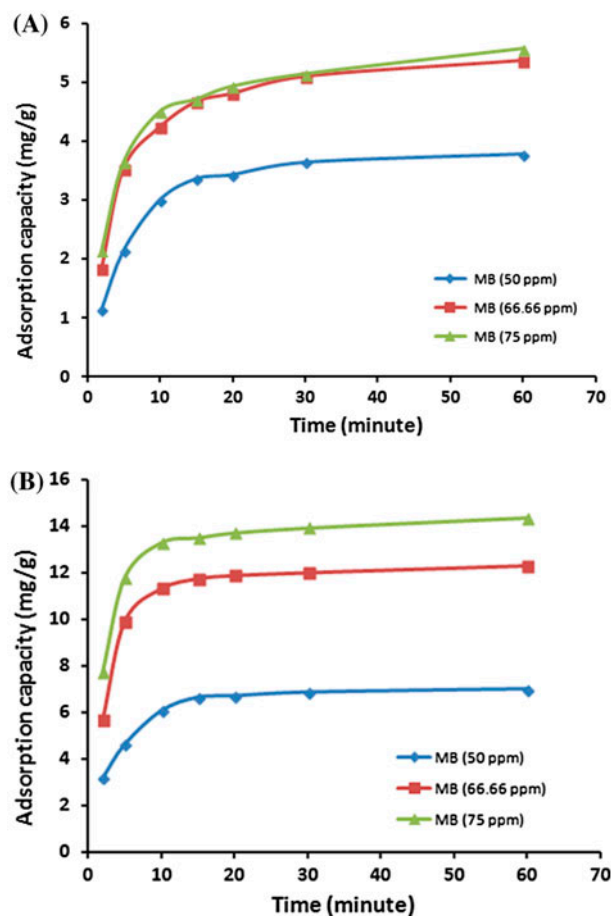 (A)
Adsorption capacity (mg/g)
6
5
4
3
2
1
0
MB (50 ppm)
MB (66.66 ppm)
MB (75 ppm)
0 10 20 30 40 50 60 70
Time (minute)
(B)
Adsorption capacity (mg/g)
16
14
12
10
8
6
4
2
0
MB (50 ppm)
MB (66.66 ppm)
MB (75 ppm)
0 10 20 30 40 50 60 70
Time (minute)